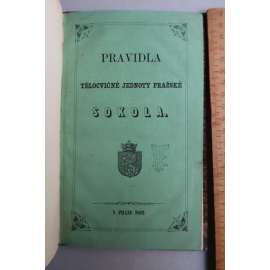 PRAVIDLA
TĚLOCVIČNÉ JEDNOTY PRAŽSKÉ
SOKOLA.
V PRAZE 1862